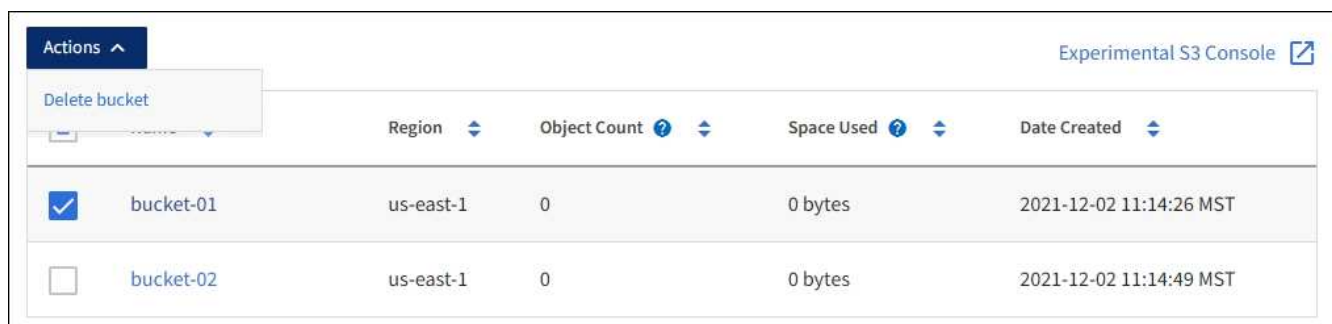 Actions
Experimental S3 Console
Delete bucket
Name Region Object Count ? Space Used ? Date Created
bucket-01 us-east-1 0 0 bytes 2021-12-02 11:14:26 MST
bucket-02 us-east-1 0 0 bytes 2021-12-02 11:14:49 MST